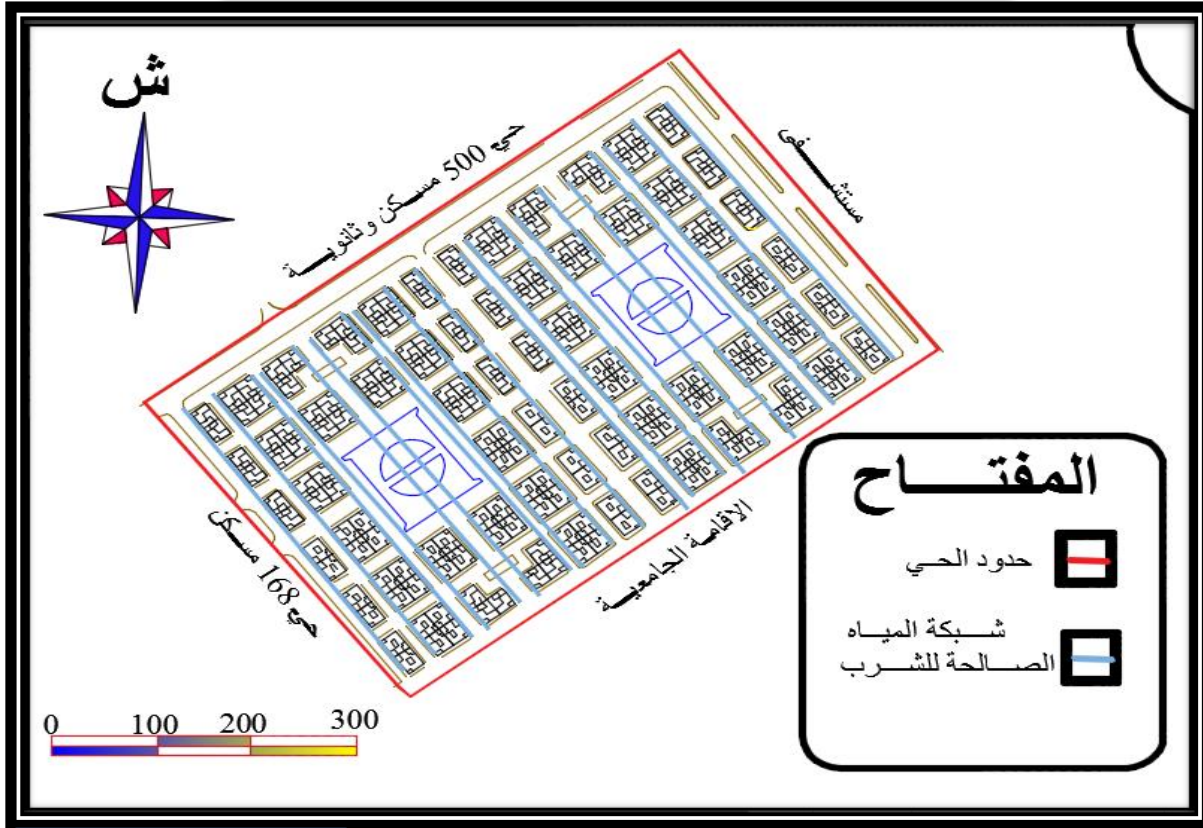 ش
حي 500 مسكن وثانوية
مستشفى
حي 168 مسكن
الاقامة الجامعية
المفتاح
حدود الحي
شبكة المياه
الصالحة للشرب
0 100 200 300